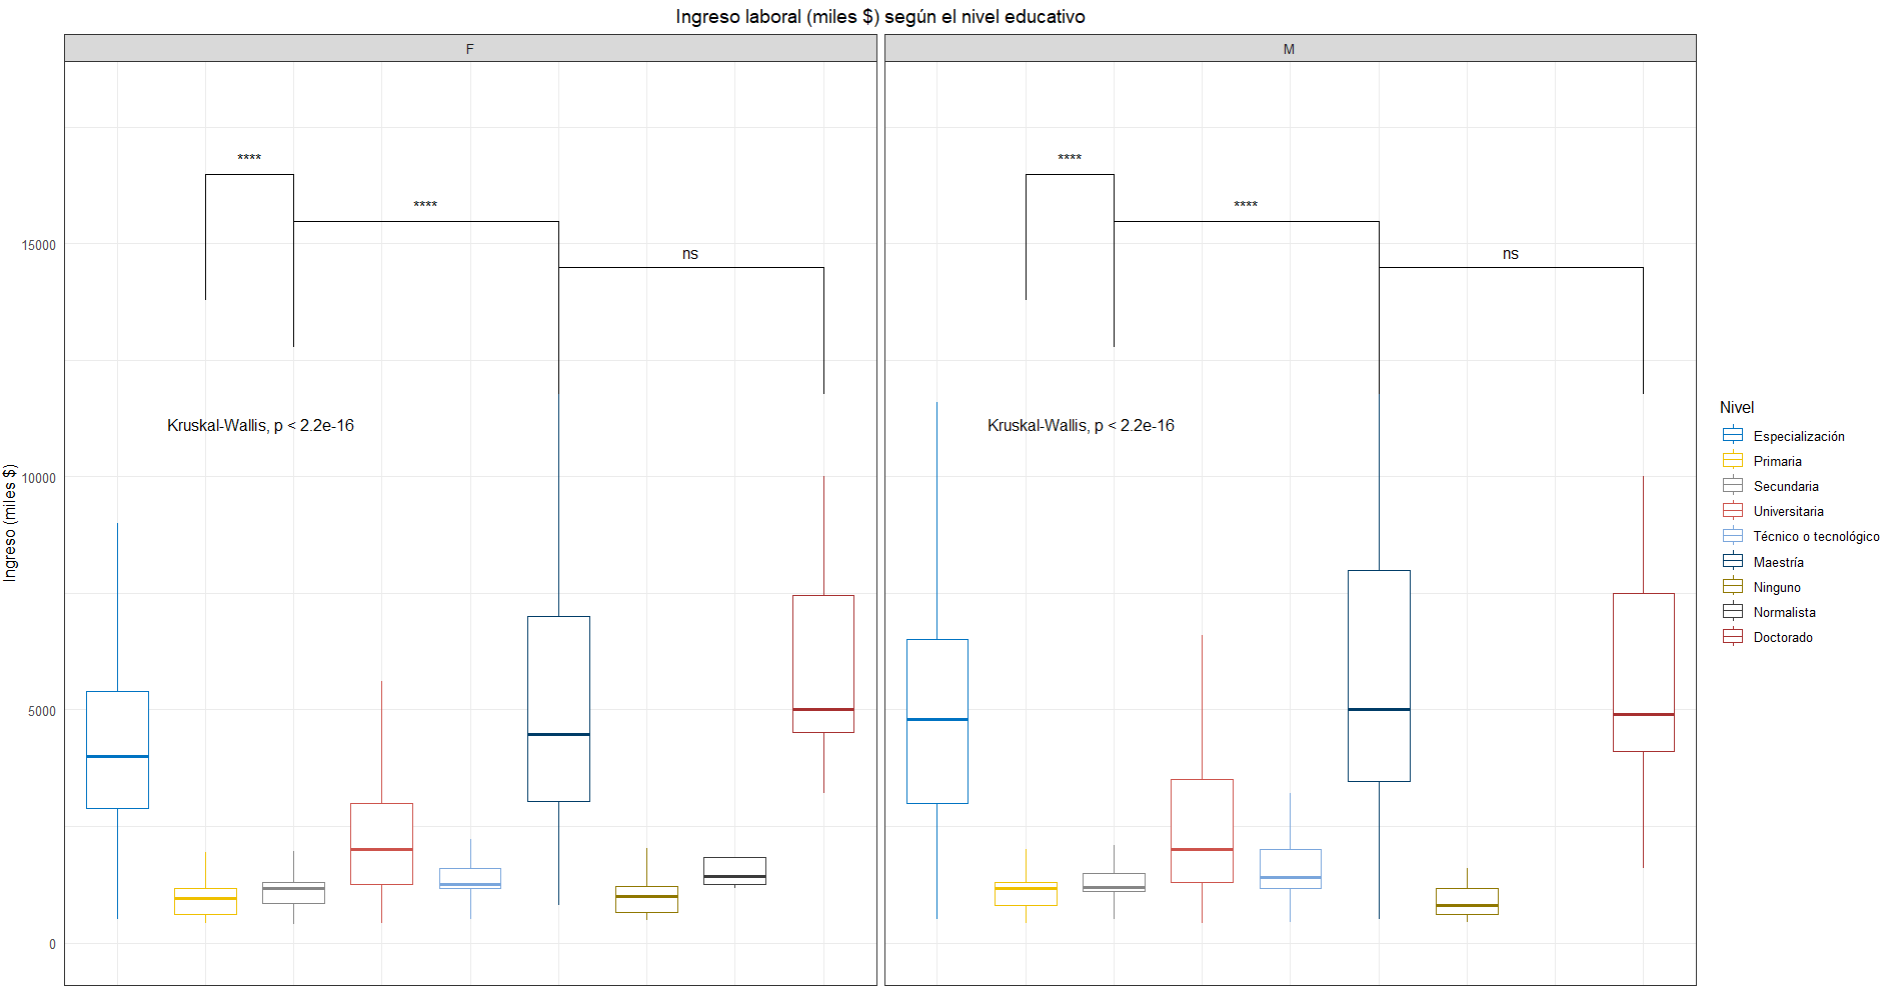 Ingreso laboral (miles $) según el nivel educativo
F
M
****
****
ns
****
****
ns
Kruskal-Wallis, p < 2.2e-16
Kruskal-Wallis, p < 2.2e-16
15000
10000
5000
0
Ingreso (miles $)
Nivel
Especialización
Primaria
Secundaria
Universitaria
Técnico o tecnológico
Maestría
Ninguno
Normalista
Doctorado